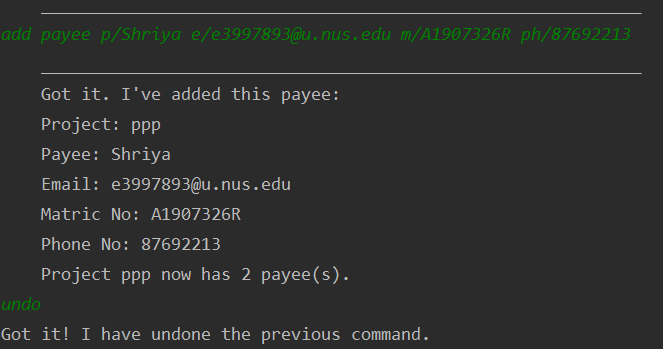 add payee p/Shriya e/e3997893@u.nus.edu m/A1907326R ph/87692213
Got it. I've added this payee:
Project: ppp
Payee: Shriya
Email: e3997893@u.nus.edu
Matric No: A1907326R
Phone No: 87692213
Project ppp now has 2 payee(s).
undo
Got it! I have undone the previous command.